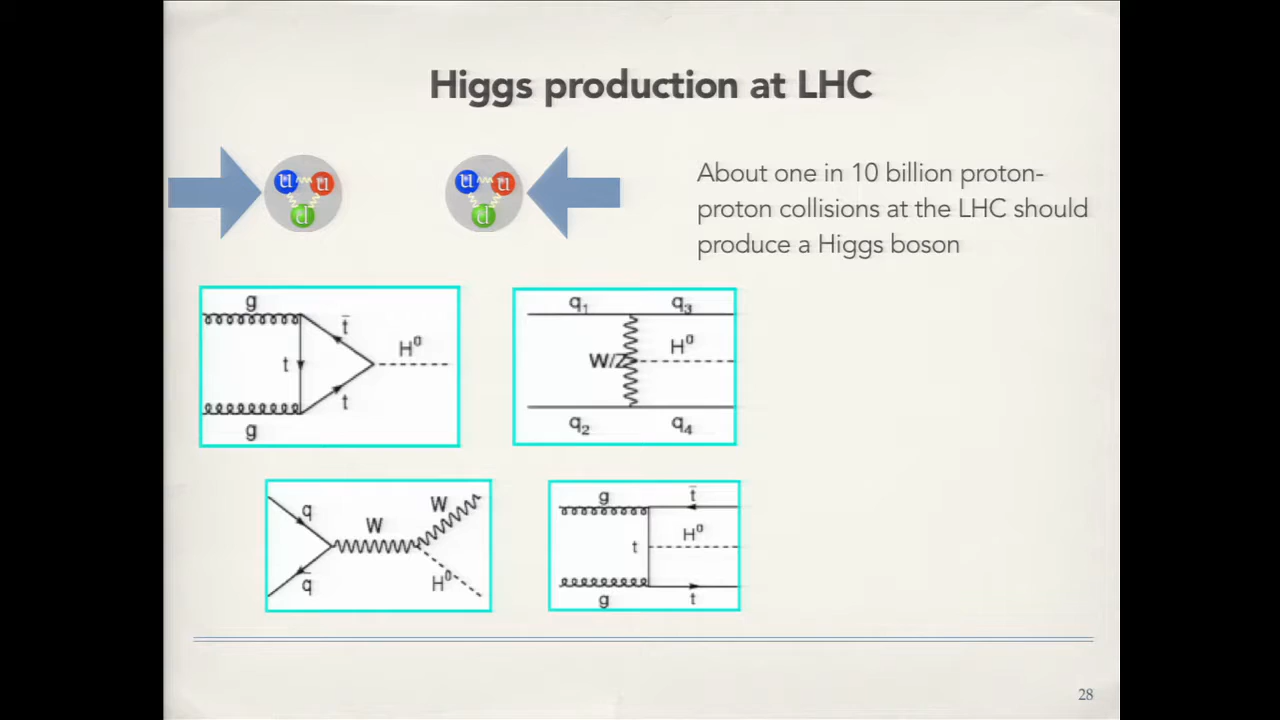 Higgs production at LHC
u u
d
u u
d
About one in 10 billion proton-
proton collisions at the LHC should
produce a Higgs boson
g
t̄
t
H⁰
t
g
q₁ q₃
W/Z
H⁰
q₂ q₄
q
W
W
q̄
H⁰
g
t̄
t
H⁰
g
t
28